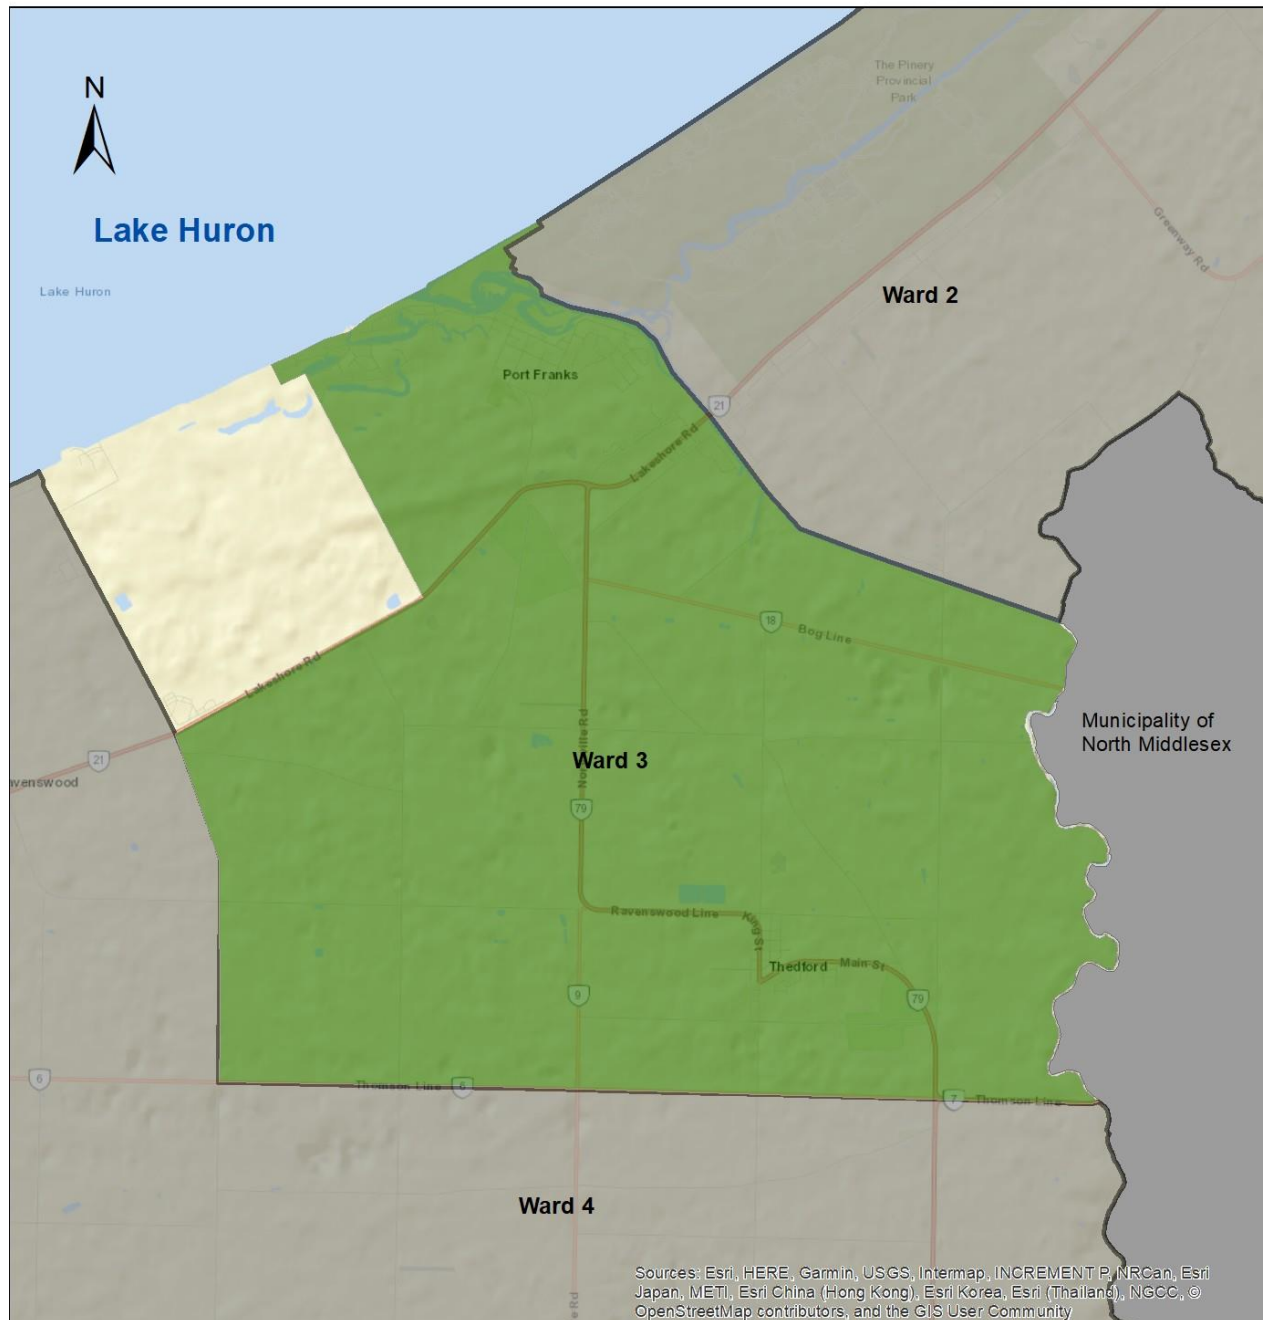 The Pinery
Provincial
Park
N
Lake Huron
Lake Huron
Greenway Rd
Ward 2
Port Franks
21
Lakeshore Rd
18
Bog Line
Lakeshore Rd
Municipality of
North Middlesex
21
Ward 3
79
Ravenswood Line
King St
Thedford
Main St
9
79
6
Thomson Line
6
7
Thomson Line
Ward 4
Sources: Esri, HERE, Garmin, USGS, Intermap, INCREMENT P, NRCan, Esri
Japan, METI, Esri China (Hong Kong), Esri Korea, Esri (Thailand), NGCC, ©
OpenStreetMap contributors, and the GIS User Community